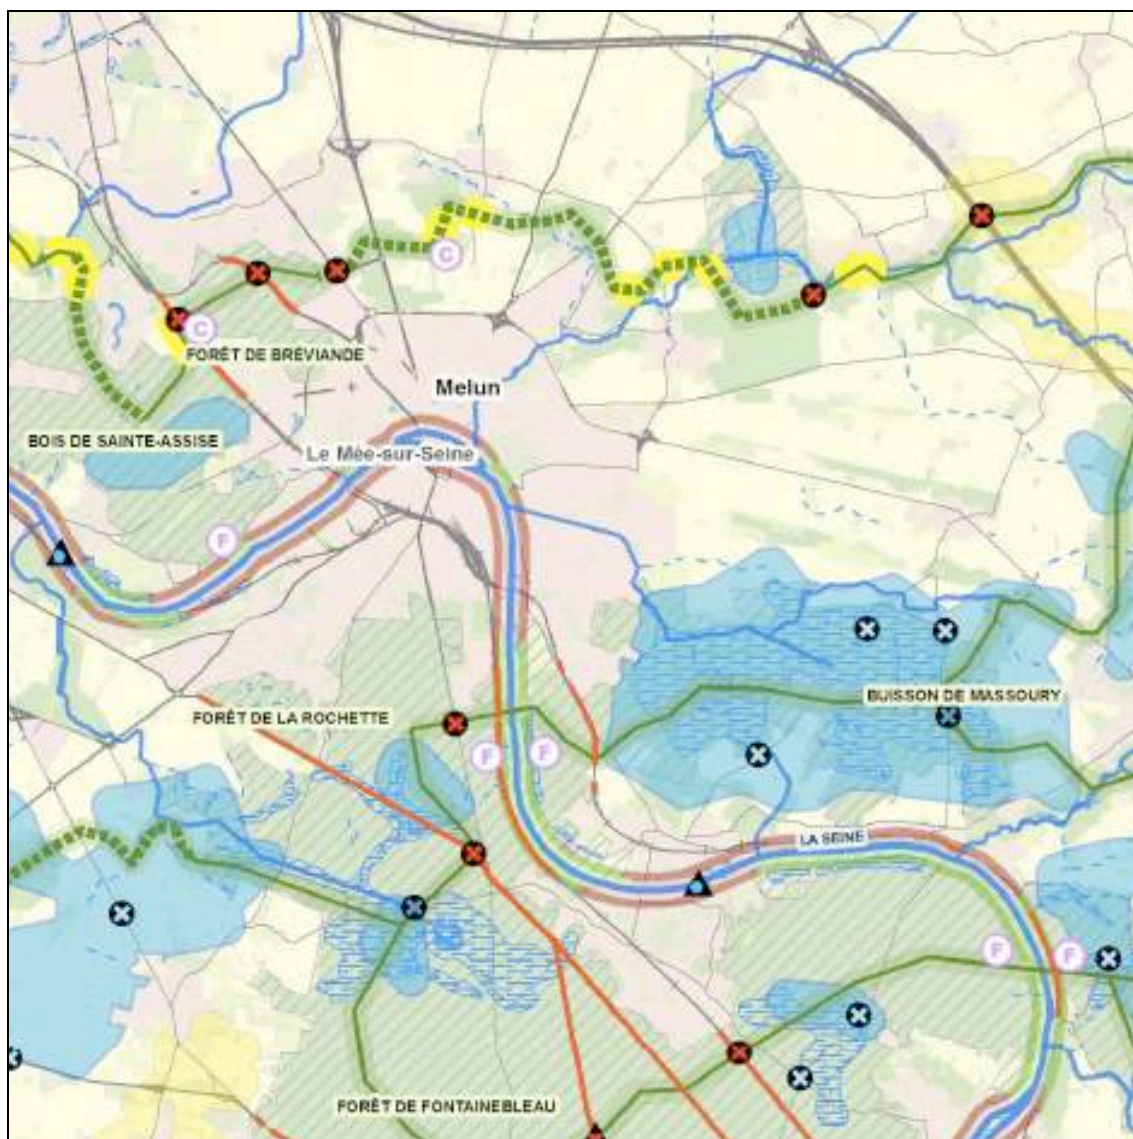 C
C
FORÊT DE BRÉVIANDE
Melun
BOIS DE SAINTE-ASSISE
Le Mée-sur-Seine
F
BUISSON DE MASSOURY
FORÊT DE LA ROCHETTE
F
F
LA SEINE
F
F
FORÊT DE FONTAINEBLEAU